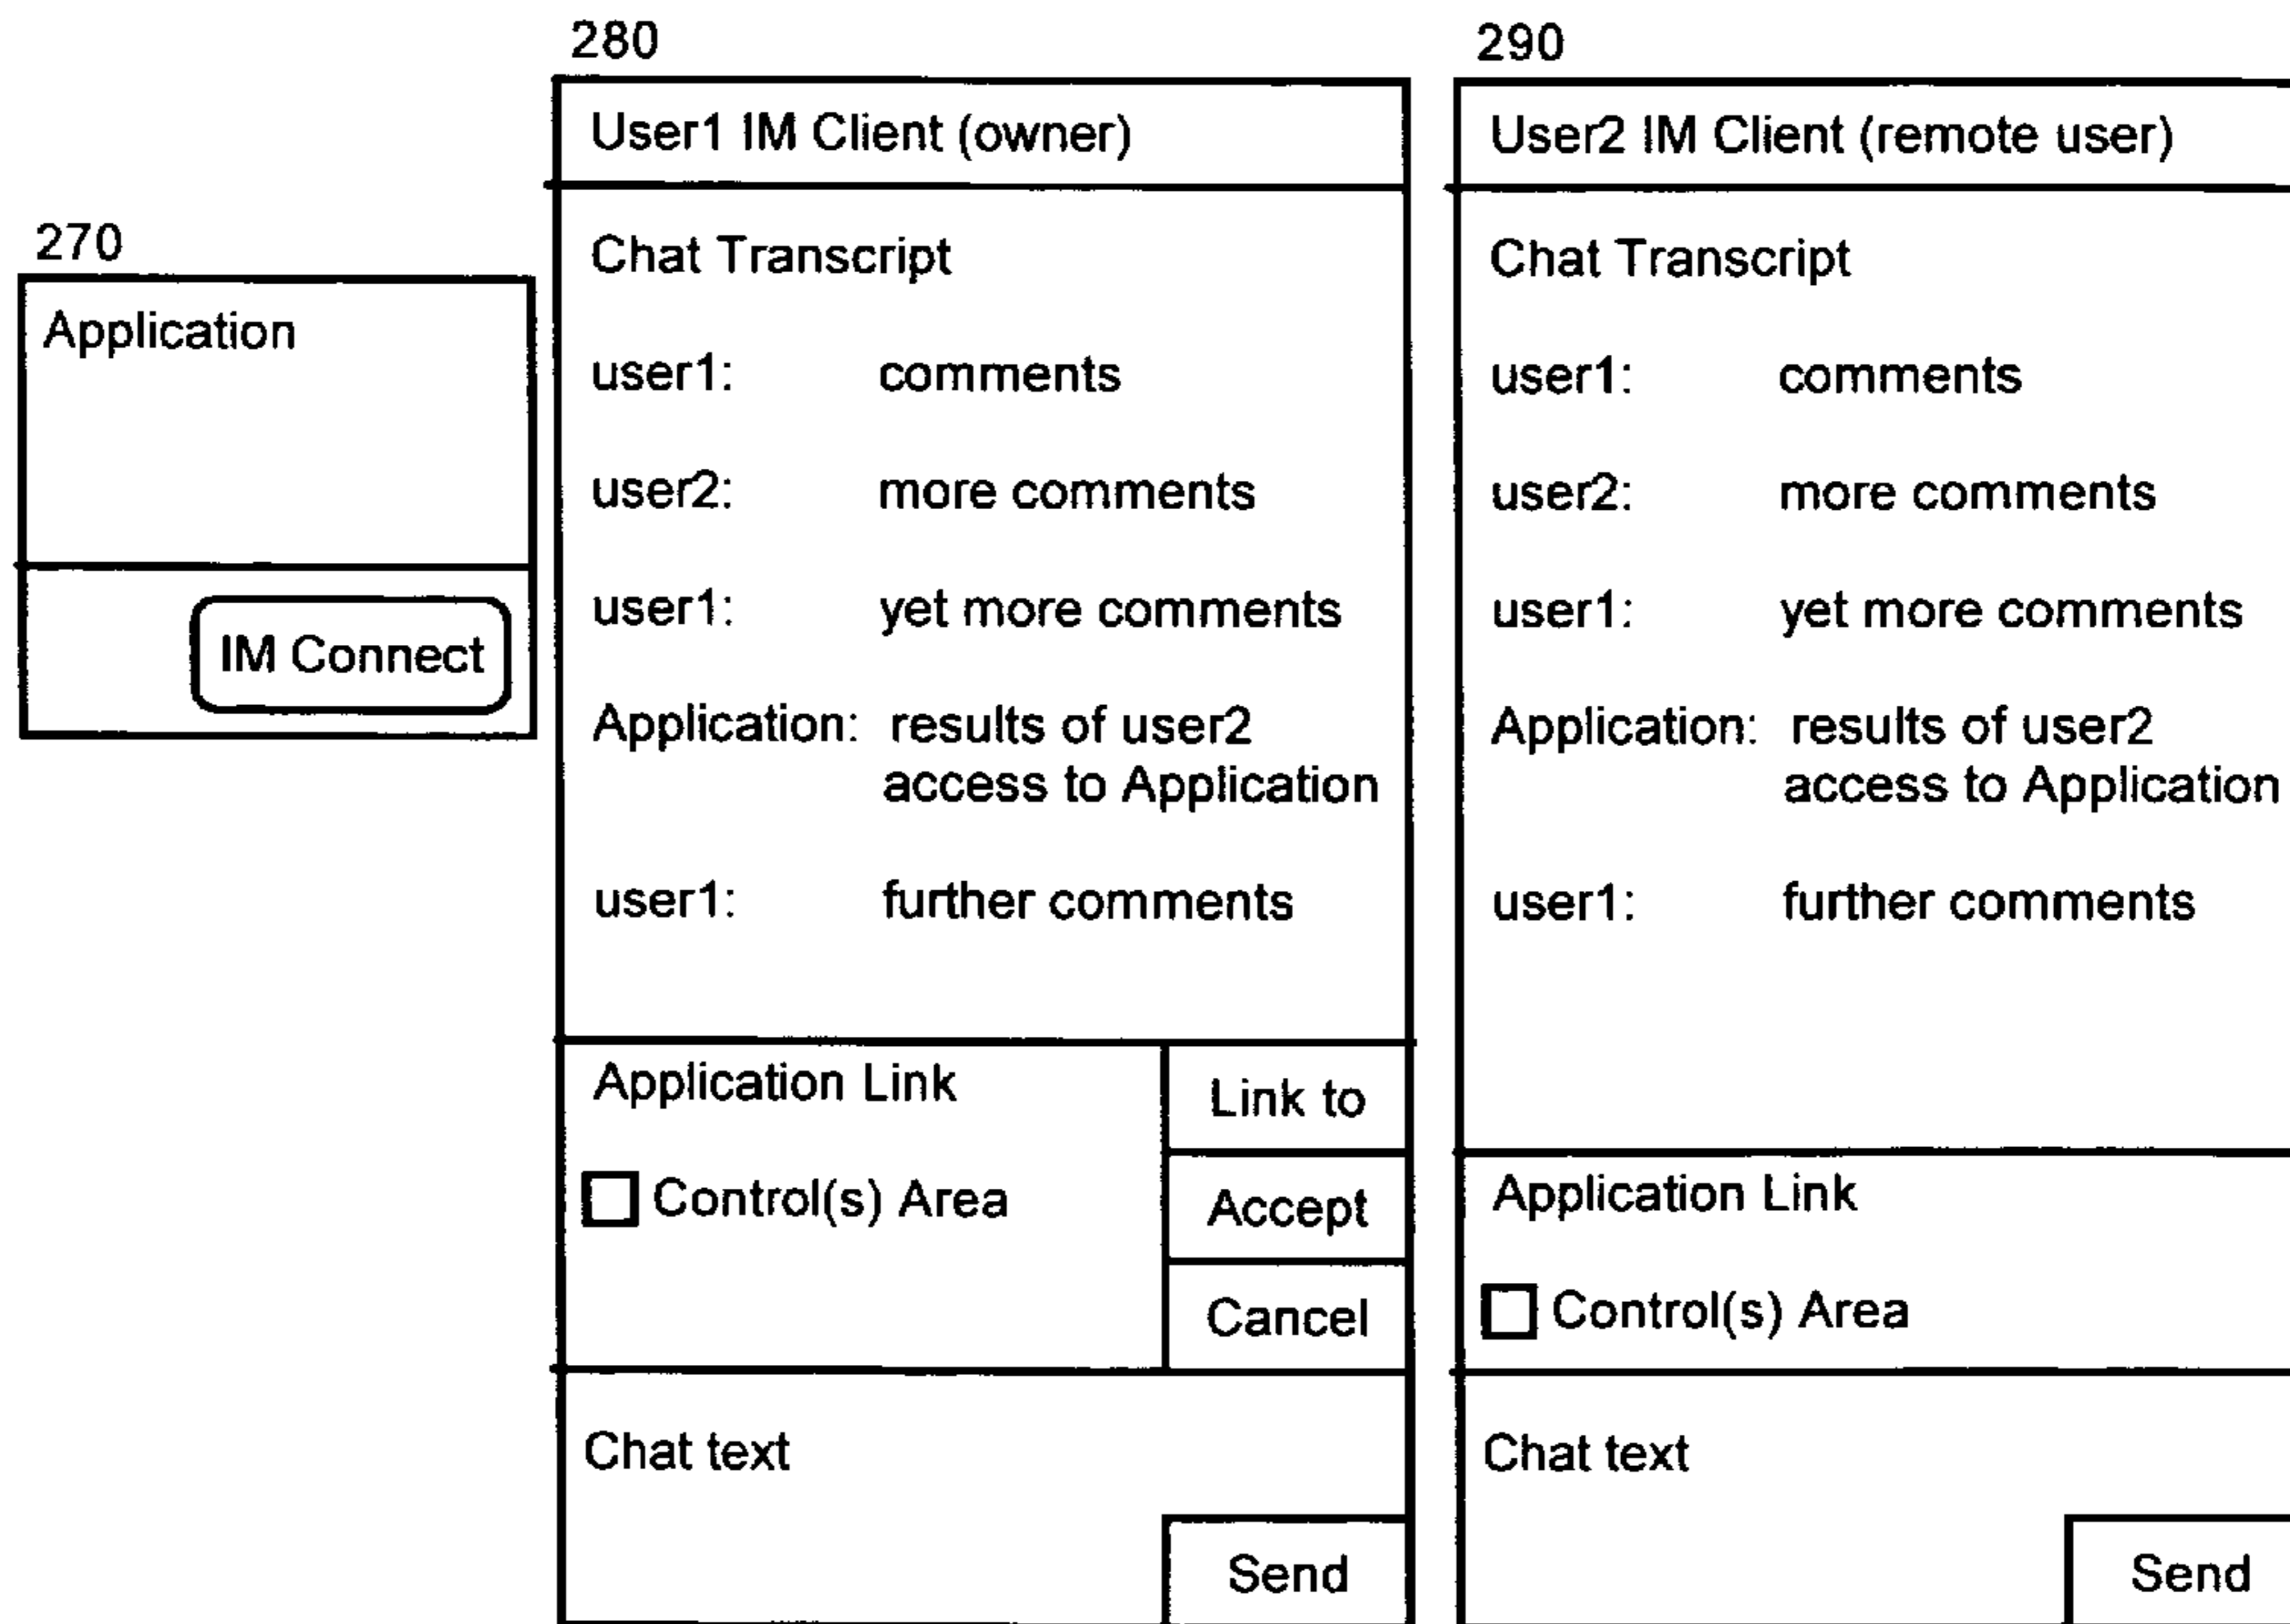 270
Application
IM Connect
280
User1 IM Client (owner)
Chat Transcript
user1: comments
user2: more comments
user1: yet more comments
Application: results of user2
access to Application
user1: further comments
Application Link
Control(s) Area
Link to
Accept
Cancel
Chat text
Send
290
User2 IM Client (remote user)
Chat Transcript
user1: comments
user2: more comments
user1: yet more comments
Application: results of user2
access to Application
user1: further comments
Application Link
Control(s) Area
Chat text
Send